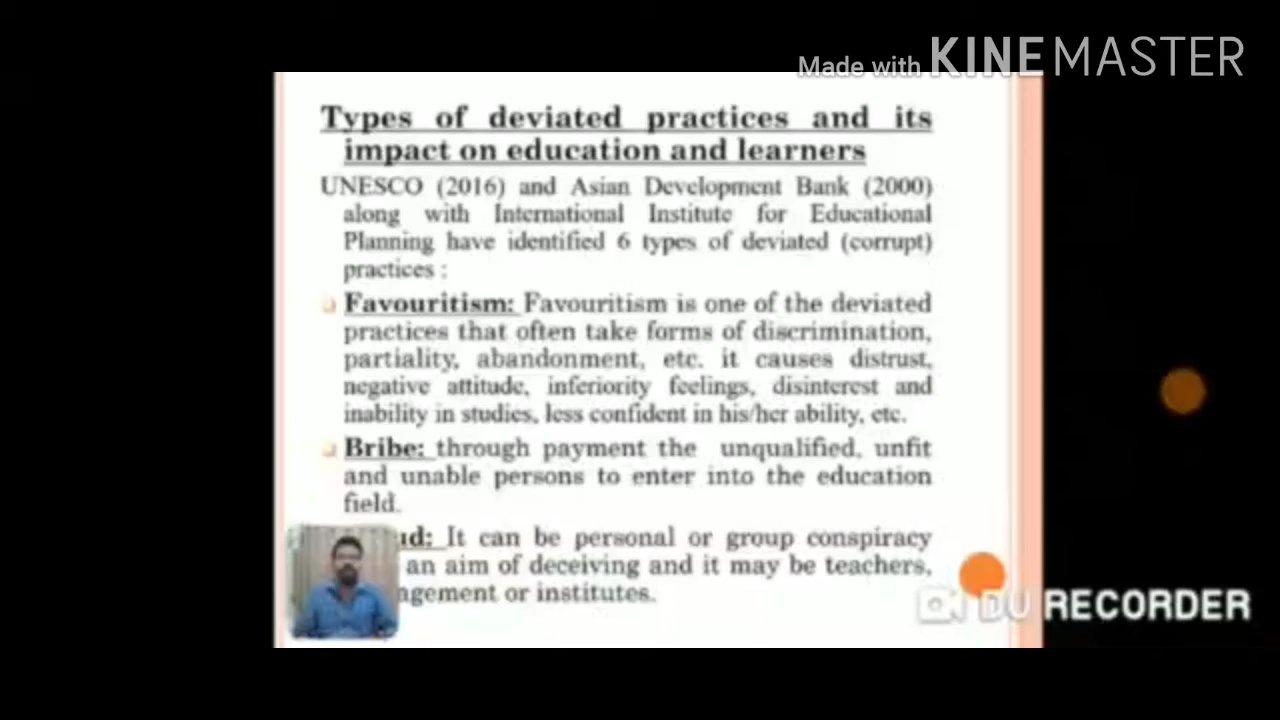 Made with KINEMASTER
Types of deviated practices and its
impact on education and learners
UNESCO (2016) and Asian Development Bank (2000)
along with International Institute for Educational
Planning have identified 6 types of deviated (corrupt)
practices :
Favouritism: Favouritism is one of the deviated
practices that often take forms of discrimination,
partiality, abandonment, etc. it causes distrust,
negative attitude, inferiority feelings, disinterest and
inability in studies, less confident in his/her ability, etc.
Bribe: through payment the unqualified, unfit
and unable persons to enter into the education
field.
ud: It can be personal or group conspiracy
an aim of deceiving and it may be teachers,
agement or institutes.
DU RECORDER